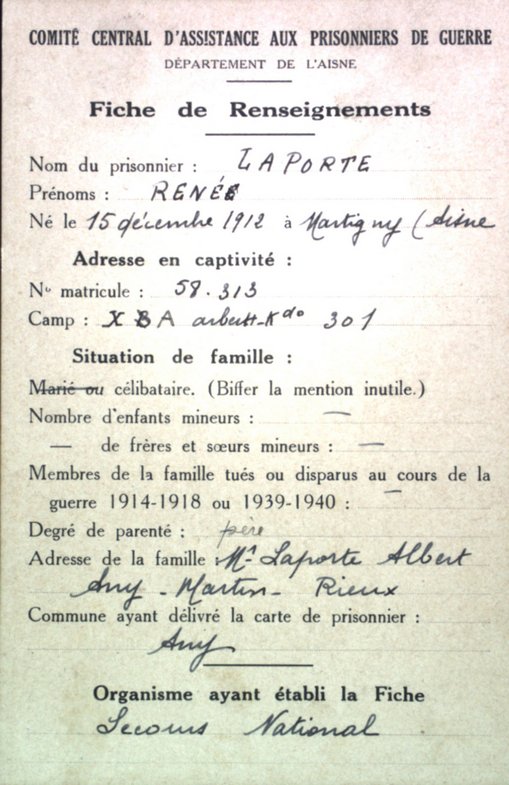 COMITÉ CENTRAL D'ASSISTANCE AUX PRISONNIERS DE GUERRE
DÉPARTEMENT DE L'AISNE
Fiche de Renseignements
Nom du prisonnier : LAPORTE
Prénoms : RENÉE
Né le 15 décembre 1912 à Martigny (Aisne
Adresse en captivité :
No matricule : 58.313
Camp : X B A arbeit-Kdo 301
Situation de famille :
Marié ou célibataire. (Biffer la mention inutile.)
Nombre d'enfants mineurs : —
— de frères et sœurs mineurs : —
Membres de la famille tués ou disparus au cours de la
guerre 1914-1918 ou 1939-1940 : —
Degré de parenté : père
Adresse de la famille : Mr Laporte Albert
Any - Martin - Rieux
Commune ayant délivré la carte de prisonnier :
Any
Organisme ayant établi la Fiche
Secours National